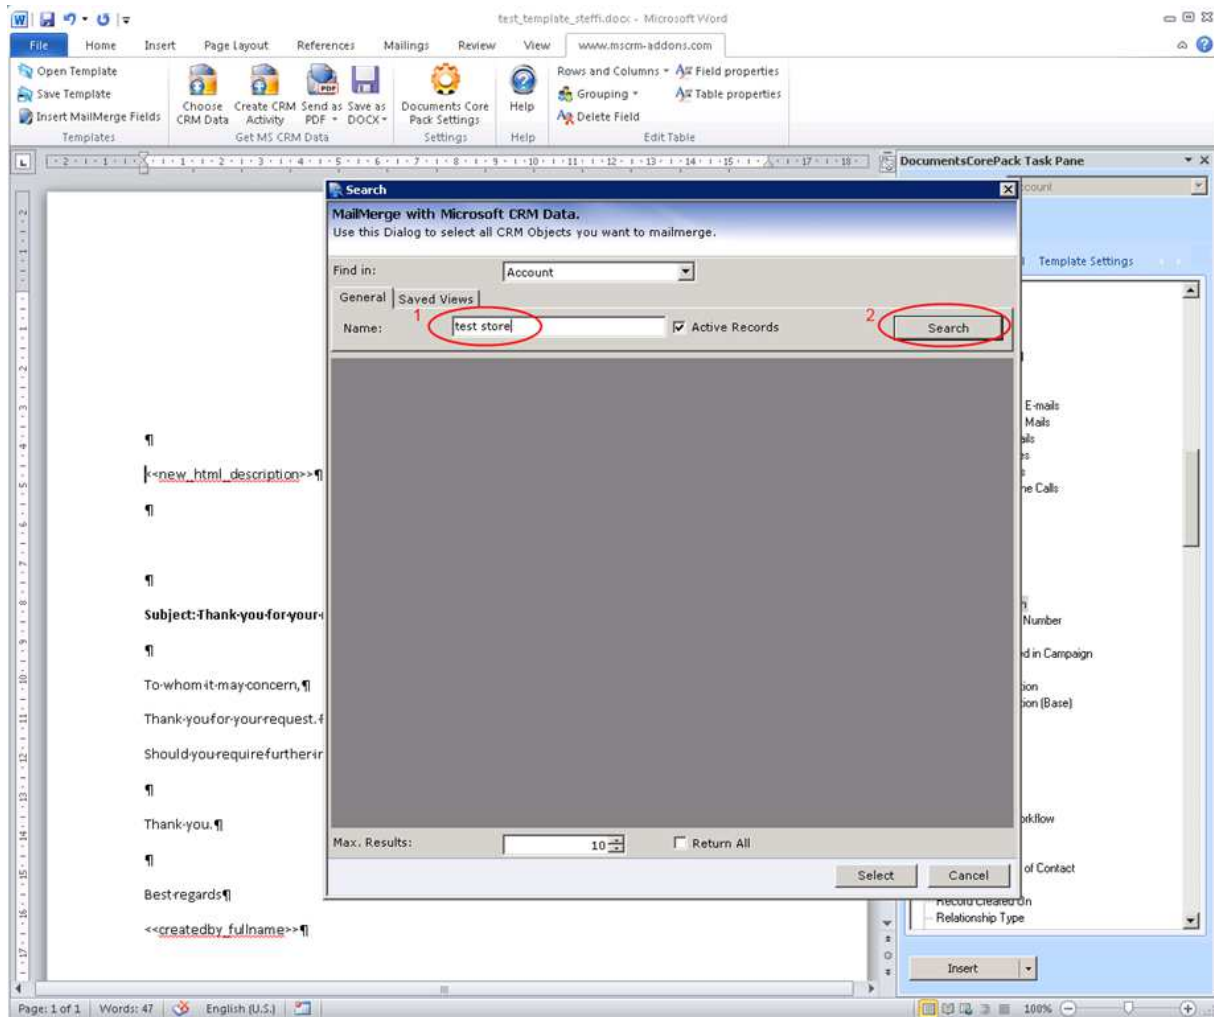 test_template_steffi.docx - Microsoft Word
File Home Insert Page Layout References Mailings Review View www.mscrm-addons.com
Open Template
Save Template
Insert MailMerge Fields
Choose CRM Data
Create CRM Activity
Send as PDF
Save as DOCX
Documents Core Pack Settings
Help
Rows and Columns
Grouping
Delete Field
Field properties
Table properties
Templates Get MS CRM Data Settings Help Edit Table
DocumentsCorePack Task Pane
Template Settings
Search
MailMerge with Microsoft CRM Data.
Use this Dialog to select all CRM Objects you want to mailmerge.
Find in: Account
General Saved Views
1
Name: test store Active Records
2
Search
Max. Results: 10 Return All
Select Cancel
¶
<<new_html_description>>¶
¶
¶
Subject:·Thank·you·for·your·
¶
To·whom·it·may·concern,¶
Thank·you·for·your·request.·
Should·you·require·further·
¶
Thank·you.¶
¶
Best·regards¶
<<createdby_fullname>>¶
E-mails
Mails
Calls
Number
in Campaign
(Base)
of Contact
Record Created On
Relationship Type
Insert
Page: 1 of 1 Words: 47 English (U.S.) 100%